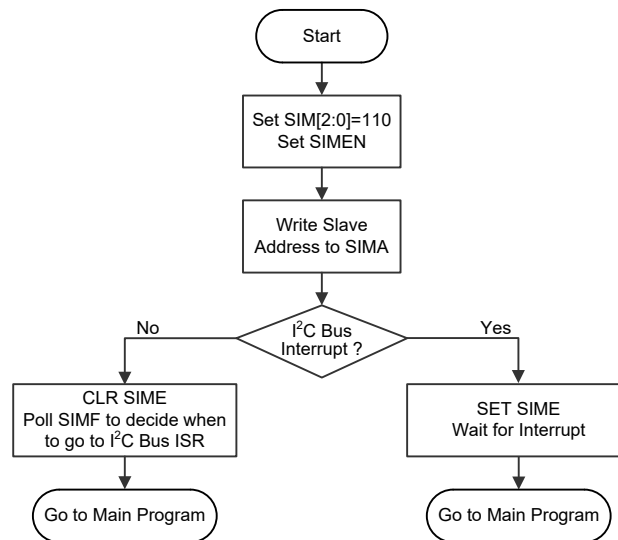 Start
Set SIM[2:0]=110
Set SIMEN
Write Slave
Address to SIMA
I²C Bus
Interrupt ?
No
Yes
CLR SIME
Poll SIMF to decide when
to go to I²C Bus ISR
SET SIME
Wait for Interrupt
Go to Main Program
Go to Main Program